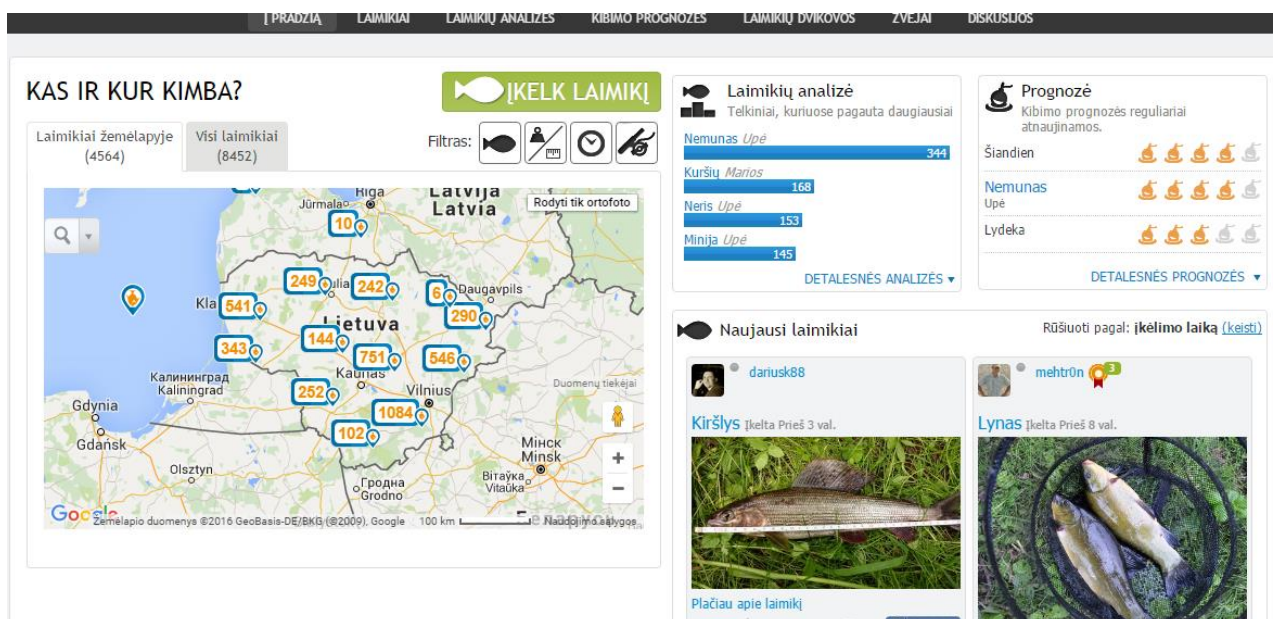 Į PRADŽIĄ LAIMIKIAI LAIMIKIŲ ANALIZĖS KIBIMO PROGNOZĖS LAIMIKIŲ DVIKOVOS ŽVEJAI DISKUSIJOS
KAS IR KUR KIMBA?
ĮKELK LAIMIKĮ
Laimikiai žemėlapyje
(4564)
Visi laimikiai
(8452)
Filtras:
Rīga
Jūrmala
Latvija
Latvia
Rodyti tik ortofoto
10
249
242
6
Daugavpils
290
Kla
541
Lietuva
144
343
751
546
Kaunas
Калининград
Kaliningrad
252
Vilnius
Duomenų tiekėjai
Gdynia
1084
Gdańsk
102
Мінск
Minsk
Olsztyn
Гродна
Grodno
Вітаўка
Vitaŭka
Google
Žemėlapio duomenys ©2016 GeoBasis-DE/BKG (©2009), Google 100 km Naudojimo sąlygos
Laimikių analizė
Telkiniai, kuriuose pagauta daugiausiai
Nemunas Upė
344
Kuršių Marios
168
Neris Upė
153
Minija Upė
145
DETALESNĖS ANALIZĖS
Prognozė
Kibimo prognozės reguliariai
atnaujinamos.
Šiandien
Nemunas
Upė
Lydeka
DETALESNĖS PROGNOZĖS
Naujausi laimikiai
Rūšiuoti pagal: įkėlimo laiką (keisti)
dariusk88
Kiršlys Įkelta Prieš 3 val.
Plačiau apie laimikį
mehtr0n 3
Lynas Įkelta Prieš 8 val.